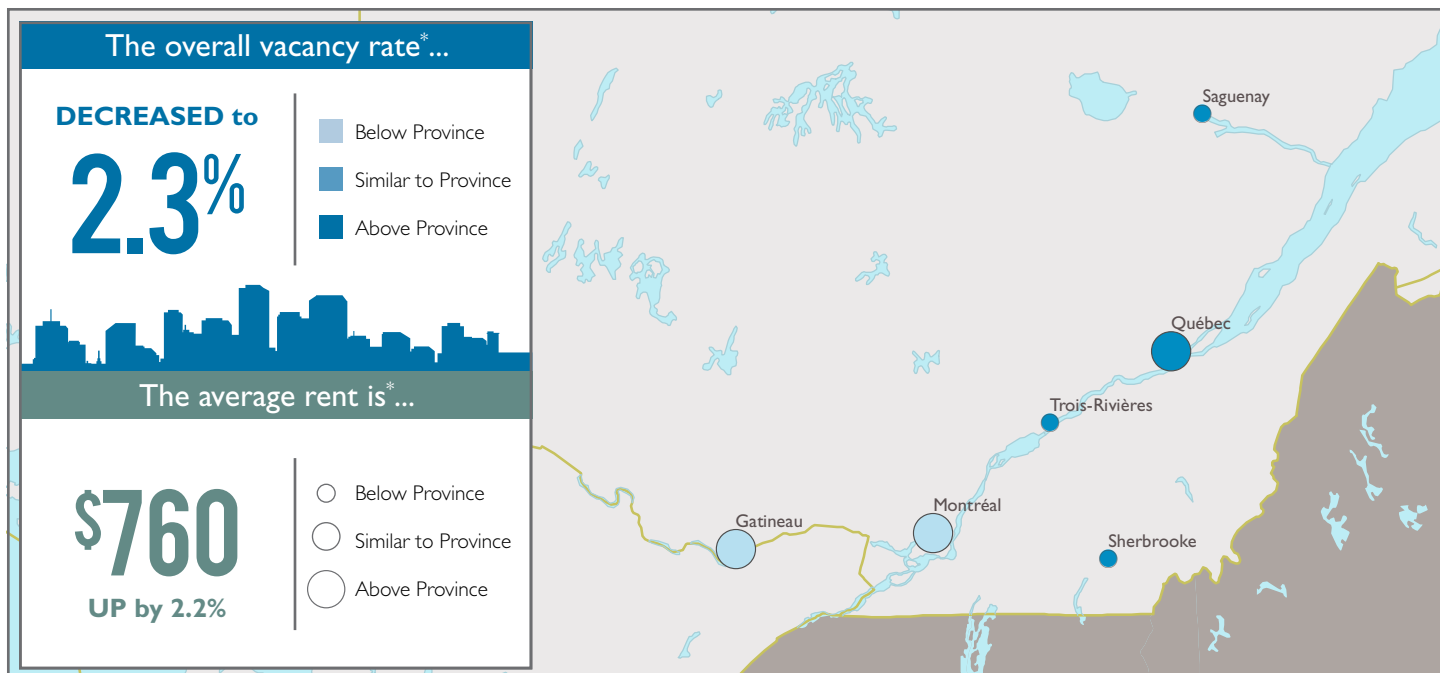 The overall vacancy rate*...
DECREASED to
2.3%
Below Province
Similar to Province
Above Province
The average rent is*...
$760
UP by 2.2%
Below Province
Similar to Province
Above Province
Saguenay
Québec
Trois-Rivières
Montréal
Gatineau
Sherbrooke